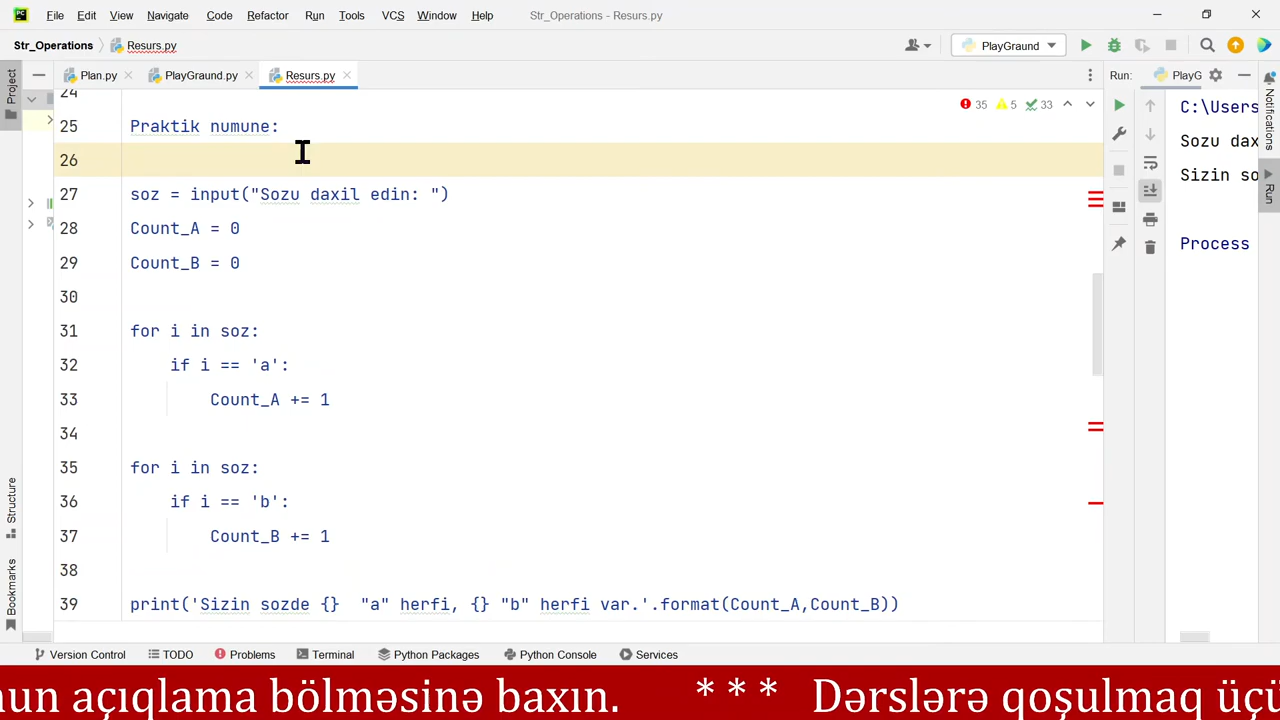 File Edit View Navigate Code Refactor Run Tools VCS Window Help Str_Operations - Resurs.py
Str_Operations Resurs.py PlayGround
Project
Plan.py PlayGround.py Resurs.py Run: PlayG
Notifications
35 5 33
24
25 Praktik numune:
26
27 soz = input("Sozu daxil edin: ")
28 Count_A = 0
29 Count_B = 0
30
31 for i in soz:
32 if i == 'a':
33 Count_A += 1
34
35 for i in soz:
36 if i == 'b':
37 Count_B += 1
38
39 print('Sizin sozde {}  "a" herfi, {} "b" herfi var.'.format(Count_A,Count_B))
C:\Users
Sozu dax
Sizin so
Process
Run
Structure
Bookmarks
Version Control TODO Problems Terminal Python Packages Python Console Services
nun açıqlama bölməsinə baxın. * * * Dərslərə qoşulmaq üçü